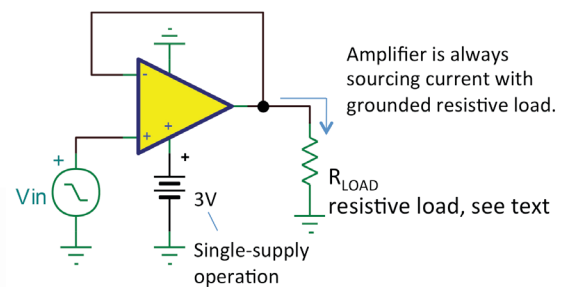 Amplifier is always
sourcing current with
grounded resistive load.
-
+
+
+
+
Vin
3V
RLOAD
resistive load, see text
Single-supply
operation